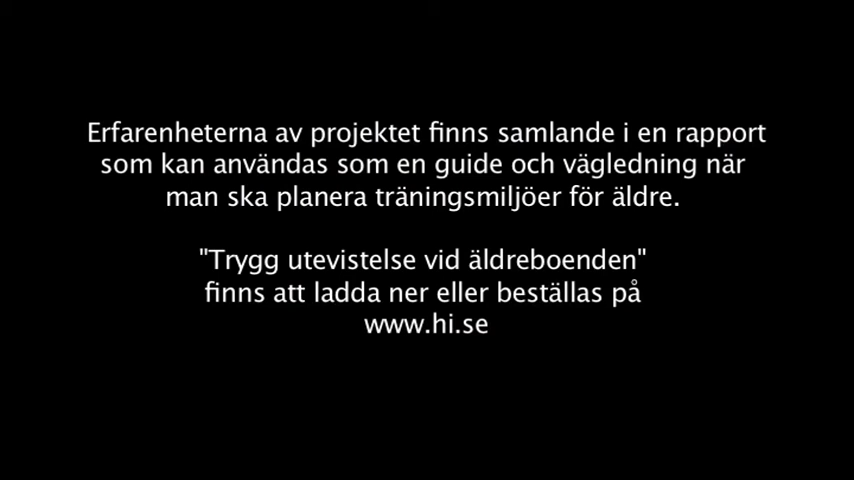 Erfarenheterna av projektet finns samlande i en rapport
som kan användas som en guide och vägledning när
man ska planera träningsmiljöer för äldre.
"Trygg utevistelse vid äldreboenden"
finns att ladda ner eller beställas på
www.hi.se